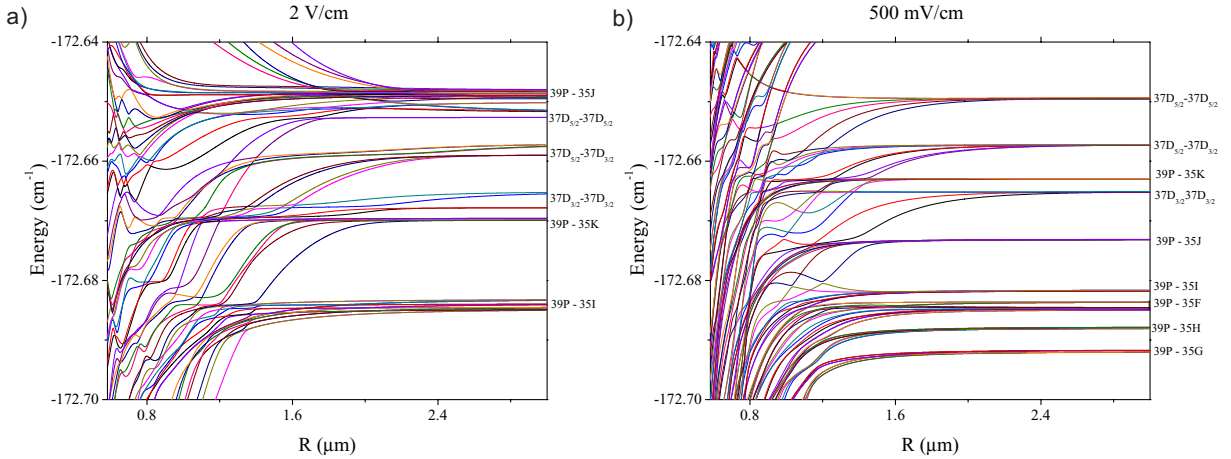 a)
2 V/cm
-172.64
-172.66
-172.68
-172.70
Energy (cm⁻¹)
0.8
1.6
2.4
R (μm)
39P - 35J
37D₅/₂-37D₅/₂
37D₅/₂-37D₃/₂
37D₃/₂-37D₃/₂
39P - 35K
39P - 35I
b)
500 mV/cm
-172.64
-172.66
-172.68
-172.70
Energy (cm⁻¹)
0.8
1.6
2.4
R (μm)
37D₅/₂-37D₅/₂
37D₅/₂-37D₃/₂
39P - 35K
37D₃/₂37D₃/₂
39P - 35J
39P - 35I
39P - 35F
39P - 35H
39P - 35G